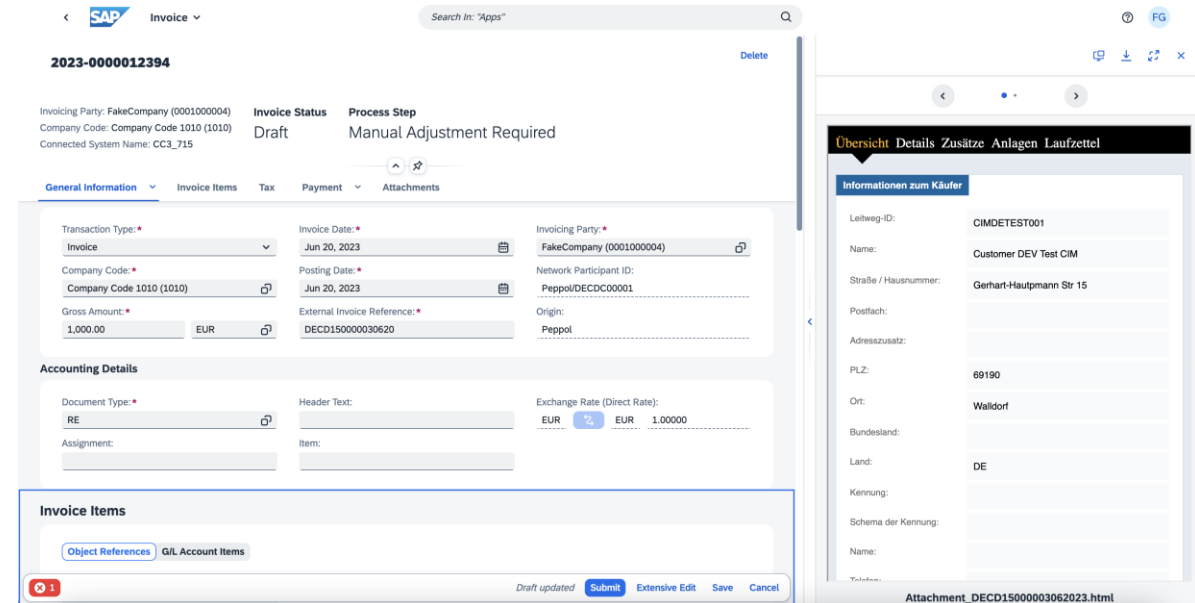 SAP Invoice
Search In: "Apps"
FG
2023-0000012394
Delete
Invoicing Party: FakeCompany (0001000004)
Company Code: Company Code 1010 (1010)
Connected System Name: CC3_715
Invoice Status
Draft
Process Step
Manual Adjustment Required
General Information Invoice Items Tax Payment Attachments
Transaction Type:*
Invoice
Invoice Date:*
Jun 20, 2023
Invoicing Party:*
FakeCompany (0001000004)
Company Code:*
Company Code 1010 (1010)
Posting Date:*
Jun 20, 2023
Network Participant ID:
Peppol/DECDC00001
Gross Amount:*
1,000.00 EUR
External Invoice Reference:*
DECD150000030620
Origin:
Peppol
Accounting Details
Document Type:*
RE
Header Text:
Exchange Rate (Direct Rate):
EUR EUR 1.00000
Assignment:
Item:
Invoice Items
Object References G/L Account Items
1
Draft updated Submit Extensive Edit Save Cancel
Übersicht Details Zusätze Anlagen Laufzettel
Informationen zum Käufer
Leitweg-ID: CIMDETEST001
Name: Customer DEV Test CIM
Straße / Hausnummer: Gerhart-Hautpmann Str 15
Postfach:
Adresszusatz:
PLZ: 69190
Ort: Walldorf
Bundesland:
Land: DE
Kennung:
Schema der Kennung:
Name:
Telefon:
Attachment_DECD15000003062023.html